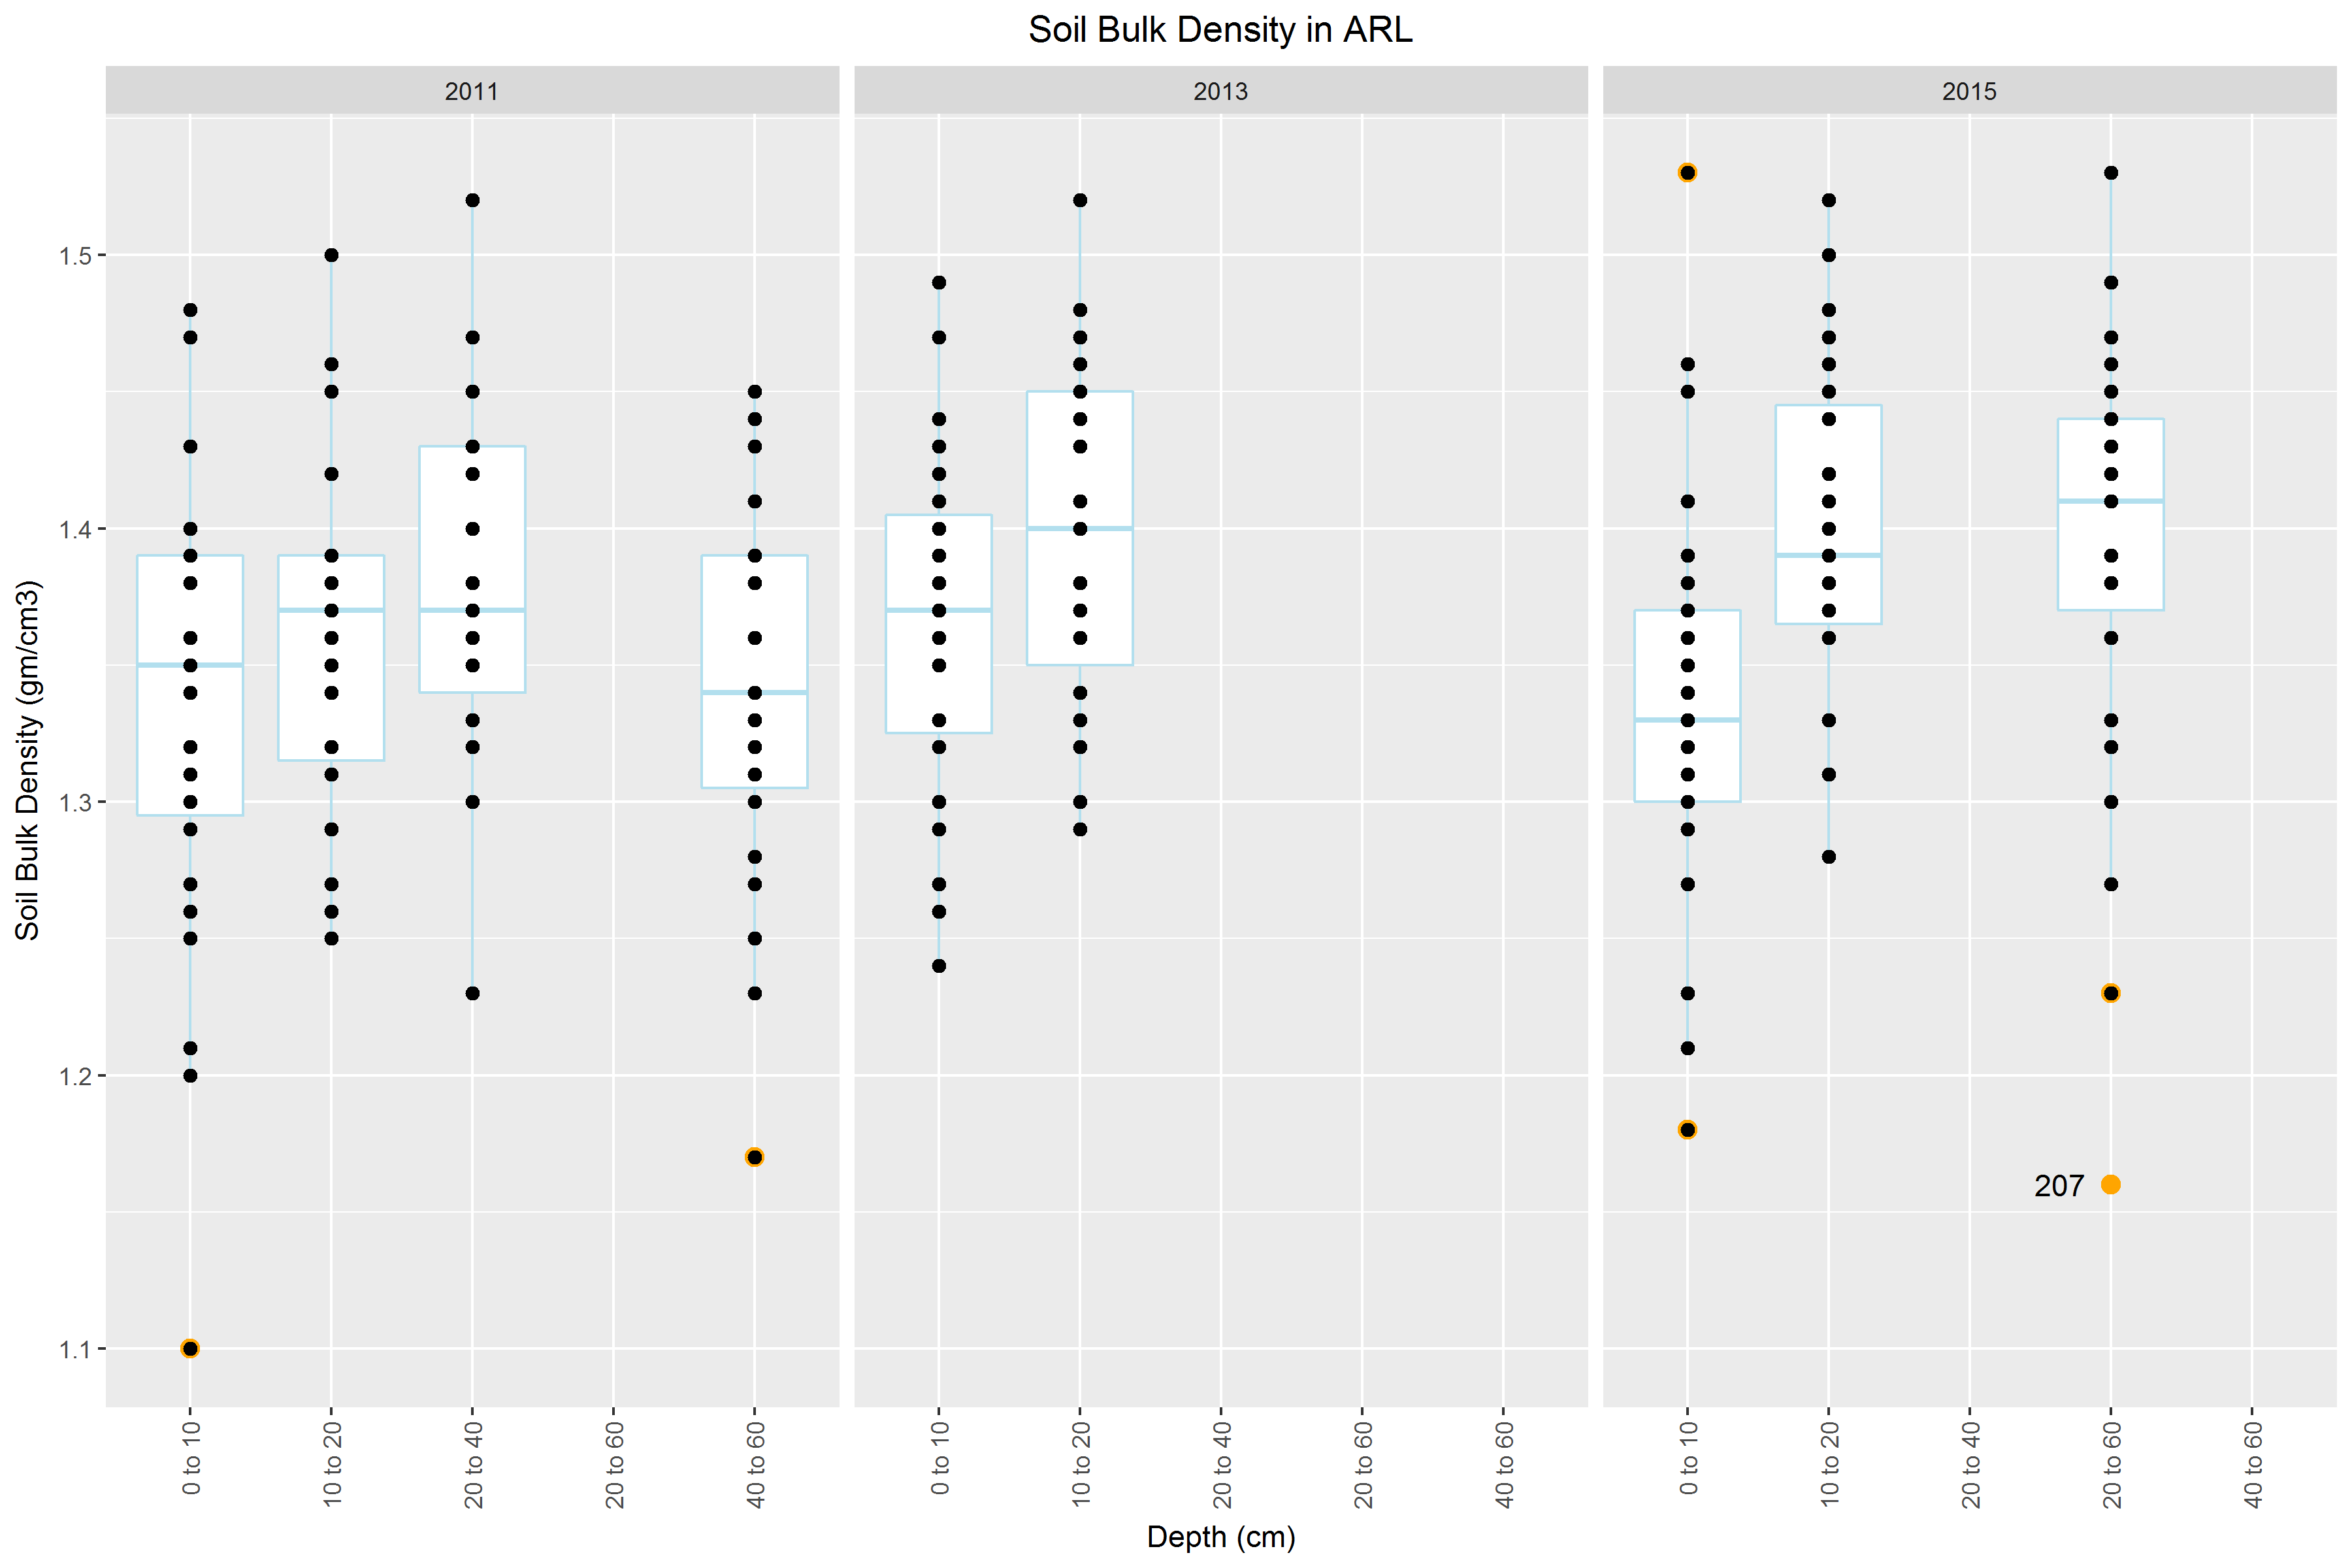 Soil Bulk Density in ARL
2011
2013
2015
Soil Bulk Density (gm/cm3)
1.5
1.4
1.3
1.2
1.1
207
0 to 10
10 to 20
20 to 40
20 to 60
40 to 60
0 to 10
10 to 20
20 to 40
20 to 60
40 to 60
0 to 10
10 to 20
20 to 40
20 to 60
40 to 60
Depth (cm)